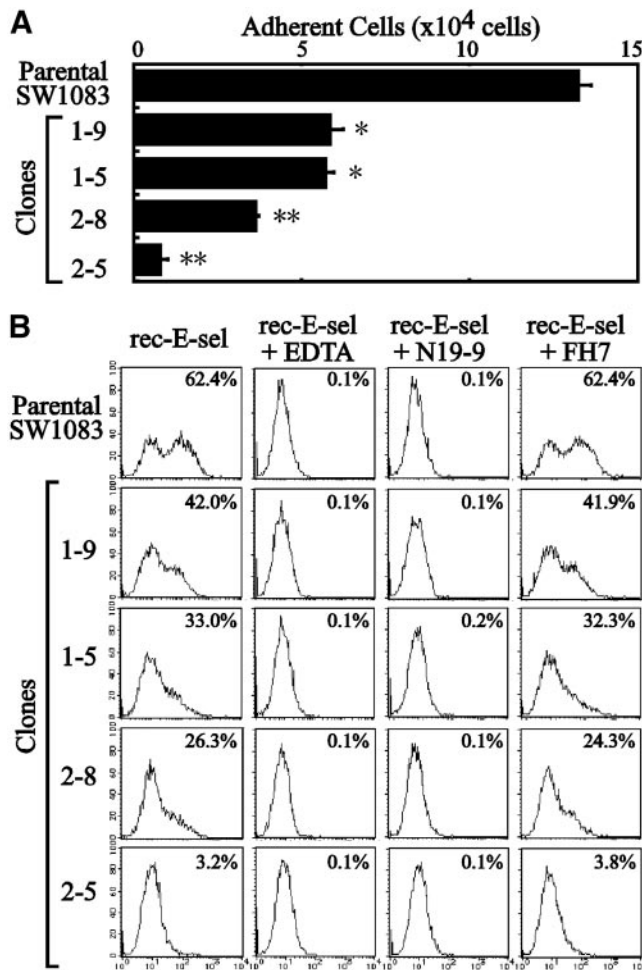 A
Adherent Cells (x10⁴ cells)
0 5 10 15
Parental
SW1083
Clones
1-9 *
1-5 *
2-8 **
2-5 **
B
rec-E-sel
rec-E-sel
+ EDTA
rec-E-sel
+ N19-9
rec-E-sel
+ FH7
Parental
SW1083
62.4% 0.1% 0.1% 62.4%
Clones
1-9
42.0% 0.1% 0.1% 41.9%
1-5
33.0% 0.1% 0.2% 32.3%
2-8
26.3% 0.1% 0.1% 24.3%
2-5
3.2% 0.1% 0.1% 3.8%